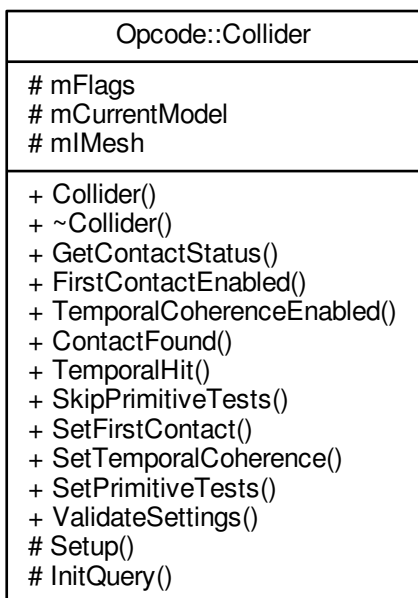 Opcode::Collider
# mFlags
# mCurrentModel
# mIMesh
+ Collider()
+ ~Collider()
+ GetContactStatus()
+ FirstContactEnabled()
+ TemporalCoherenceEnabled()
+ ContactFound()
+ TemporalHit()
+ SkipPrimitiveTests()
+ SetFirstContact()
+ SetTemporalCoherence()
+ SetPrimitiveTests()
+ ValidateSettings()
# Setup()
# InitQuery()